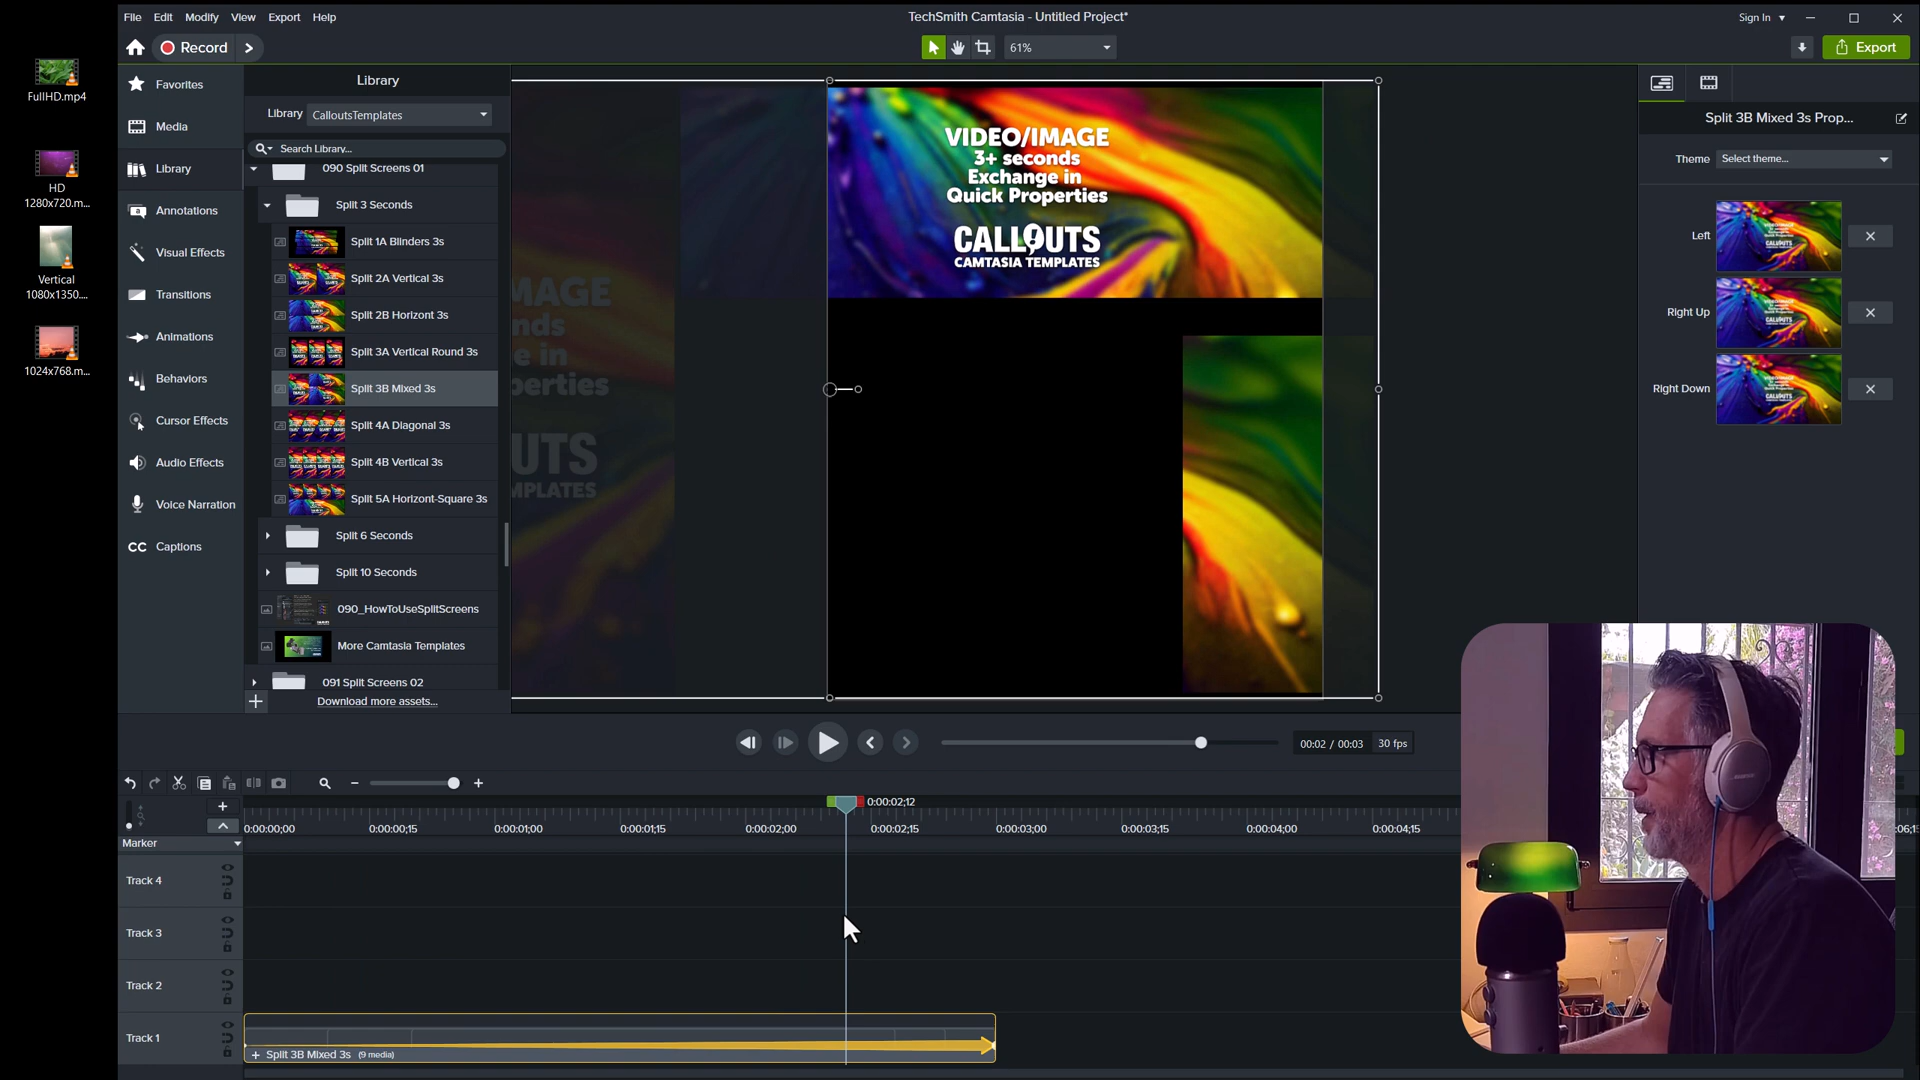 File Edit Modify View Export Help
TechSmith Camtasia - Untitled Project*
Sign In
Record
61%
Export
FullHD.mp4
HD
1280x720.m...
Vertical
1080x1350....
1024x768.m...
Favorites
Media
Library
Annotations
Visual Effects
Transitions
Animations
Behaviors
Cursor Effects
Audio Effects
Voice Narration
CC Captions
Library
Library CalloutsTemplates
Search Library...
090 Split Screens 01
Split 3 Seconds
Split 1A Blinders 3s
Split 2A Vertical 3s
Split 2B Horizont 3s
Split 3A Vertical Round 3s
Split 3B Mixed 3s
Split 4A Diagonal 3s
Split 4B Vertical 3s
Split 5A Horizont-Square 3s
Split 6 Seconds
Split 10 Seconds
090_HowToUseSplitScreens
More Camtasia Templates
091 Split Screens 02
Download more assets...
VIDEO/IMAGE
3+ seconds
Exchange in
Quick Properties
CALLOUTS
CAMTASIA TEMPLATES
MAGE
nds
e in
perties
UTS
MPLATES
Split 3B Mixed 3s Prop...
Theme Select theme...
Left
Right Up
Right Down
00:02 / 00:03 30 fps
0:00:02;12
0:00:00;00 0:00:00;15 0:00:01;00 0:00:01;15 0:00:02;00 0:00:02;15 0:00:03;00 0:00:03;15 0:00:04;00 0:00:04;15 :06;15
Marker
Track 4
Track 3
Track 2
Track 1
+ Split 3B Mixed 3s (9 media)